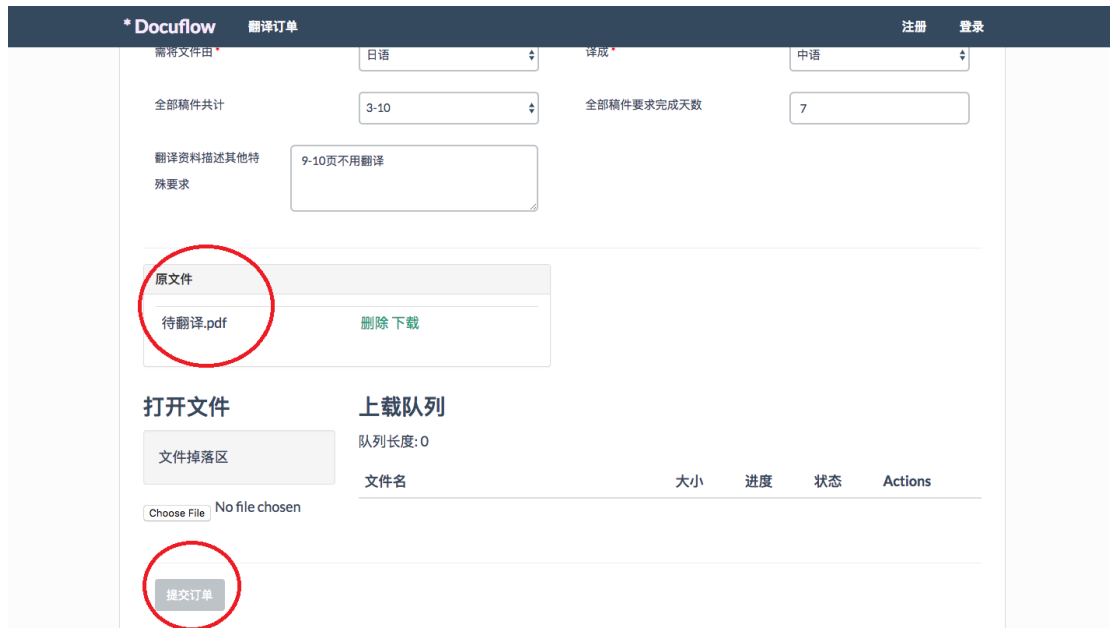 * Docuflow 翻译订单 注册 登录
需将文件由* 日语 译成* 中语
全部稿件共计 3-10 全部稿件要求完成天数 7
翻译资料描述其他特
殊要求
9-10页不用翻译
原文件
待翻译.pdf 删除 下载
打开文件
文件掉落区
Choose File No file chosen
上载队列
队列长度: 0
文件名 大小 进度 状态 Actions
提交订单